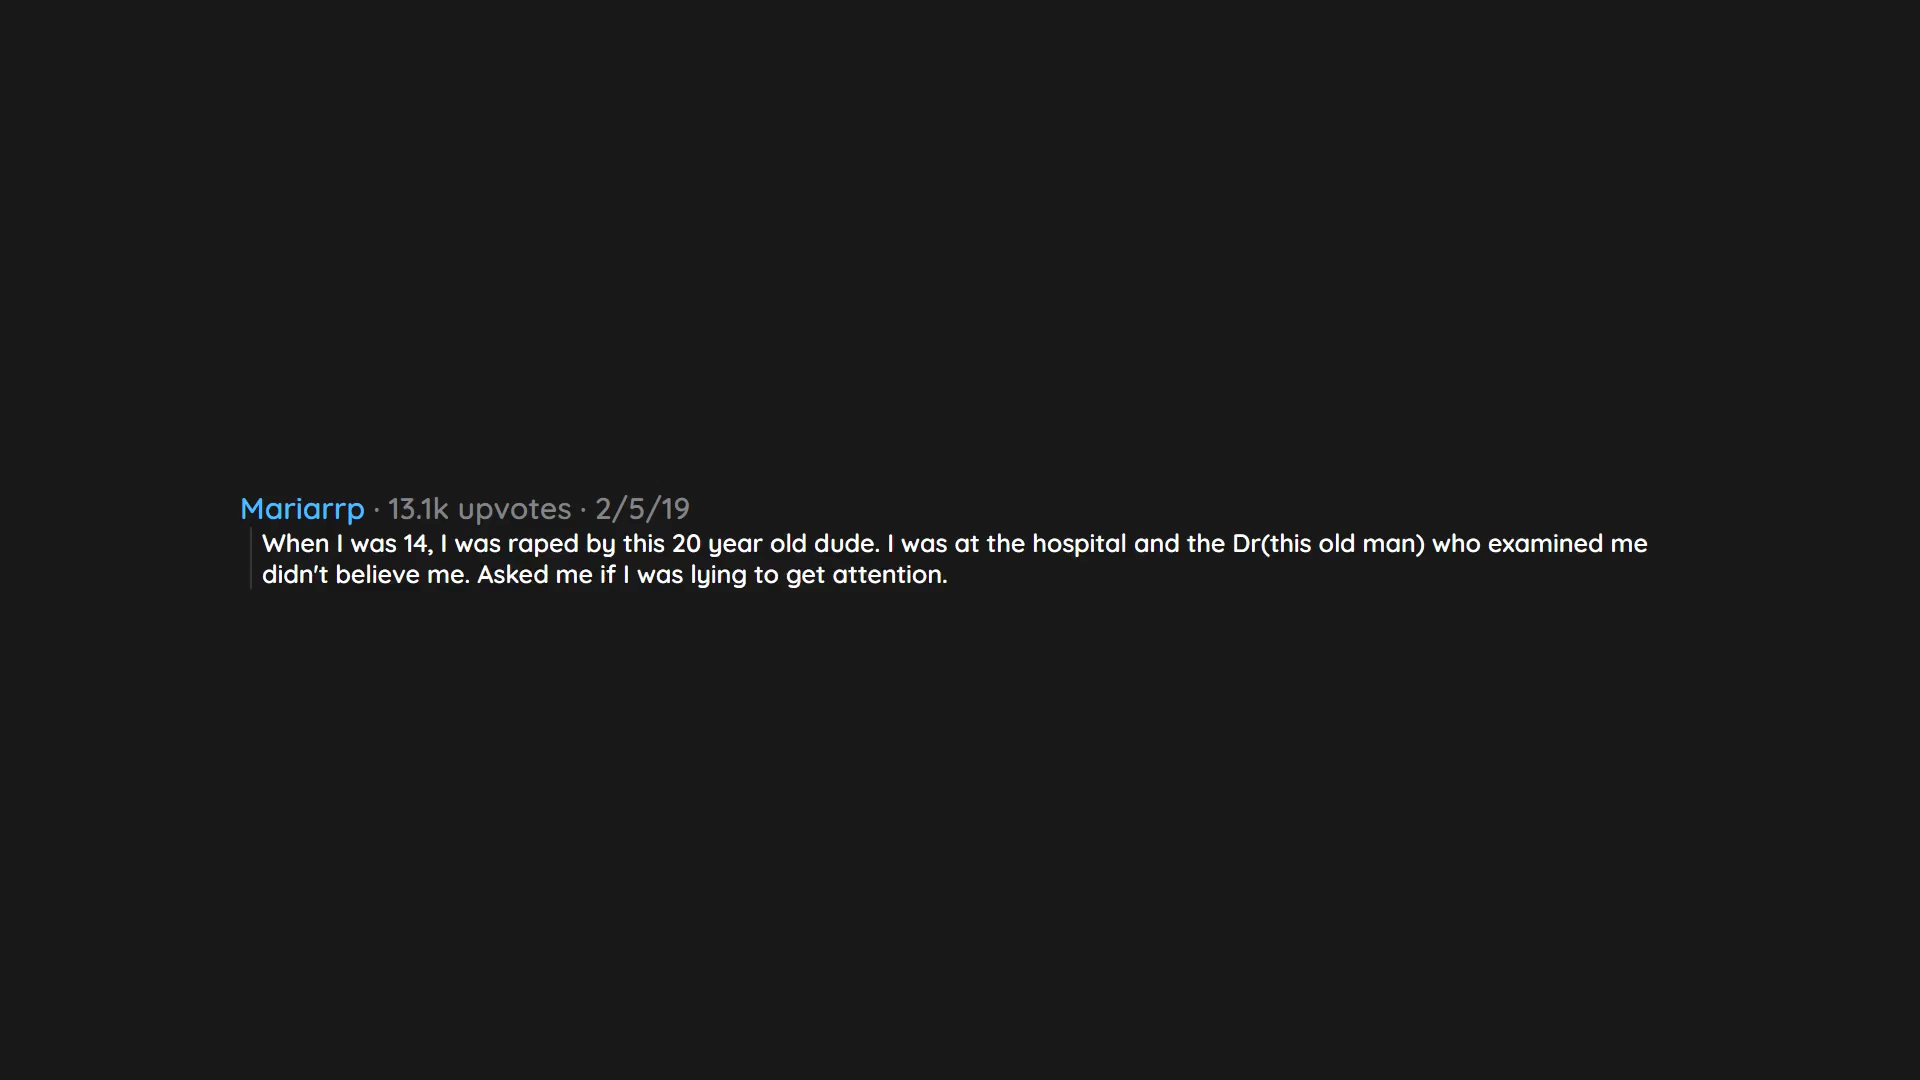 Mariarrp · 13.1k upvotes · 2/5/19
When I was 14, I was raped by this 20 year old dude. I was at the hospital and the Dr(this old man) who examined me
didn't believe me. Asked me if I was lying to get attention.